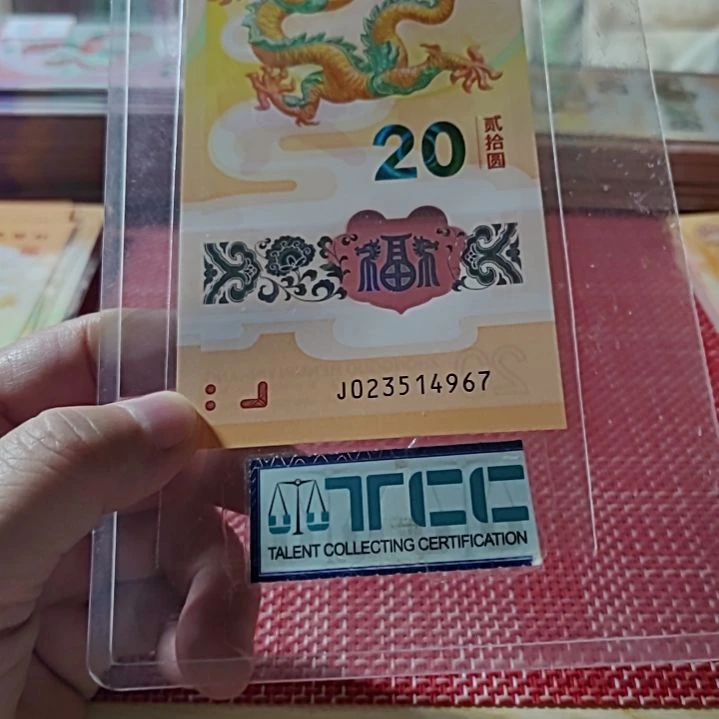 20
贰拾圆
福
J023514967
TCC
TALENT COLLECTING CERTIFICATION